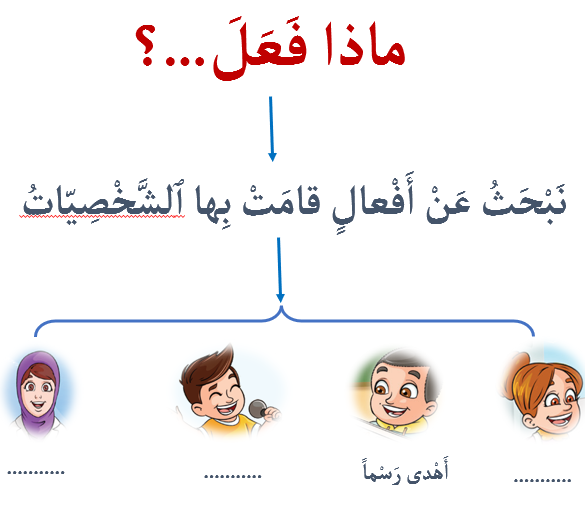 ماذا فَعَلَ...؟
نَبْحَثُ عَنْ أَفْعالٍ قامَتْ بِها ٱلشَّخْصِيّاتُ
........... أَهْدى رَسْماً ........... ...........